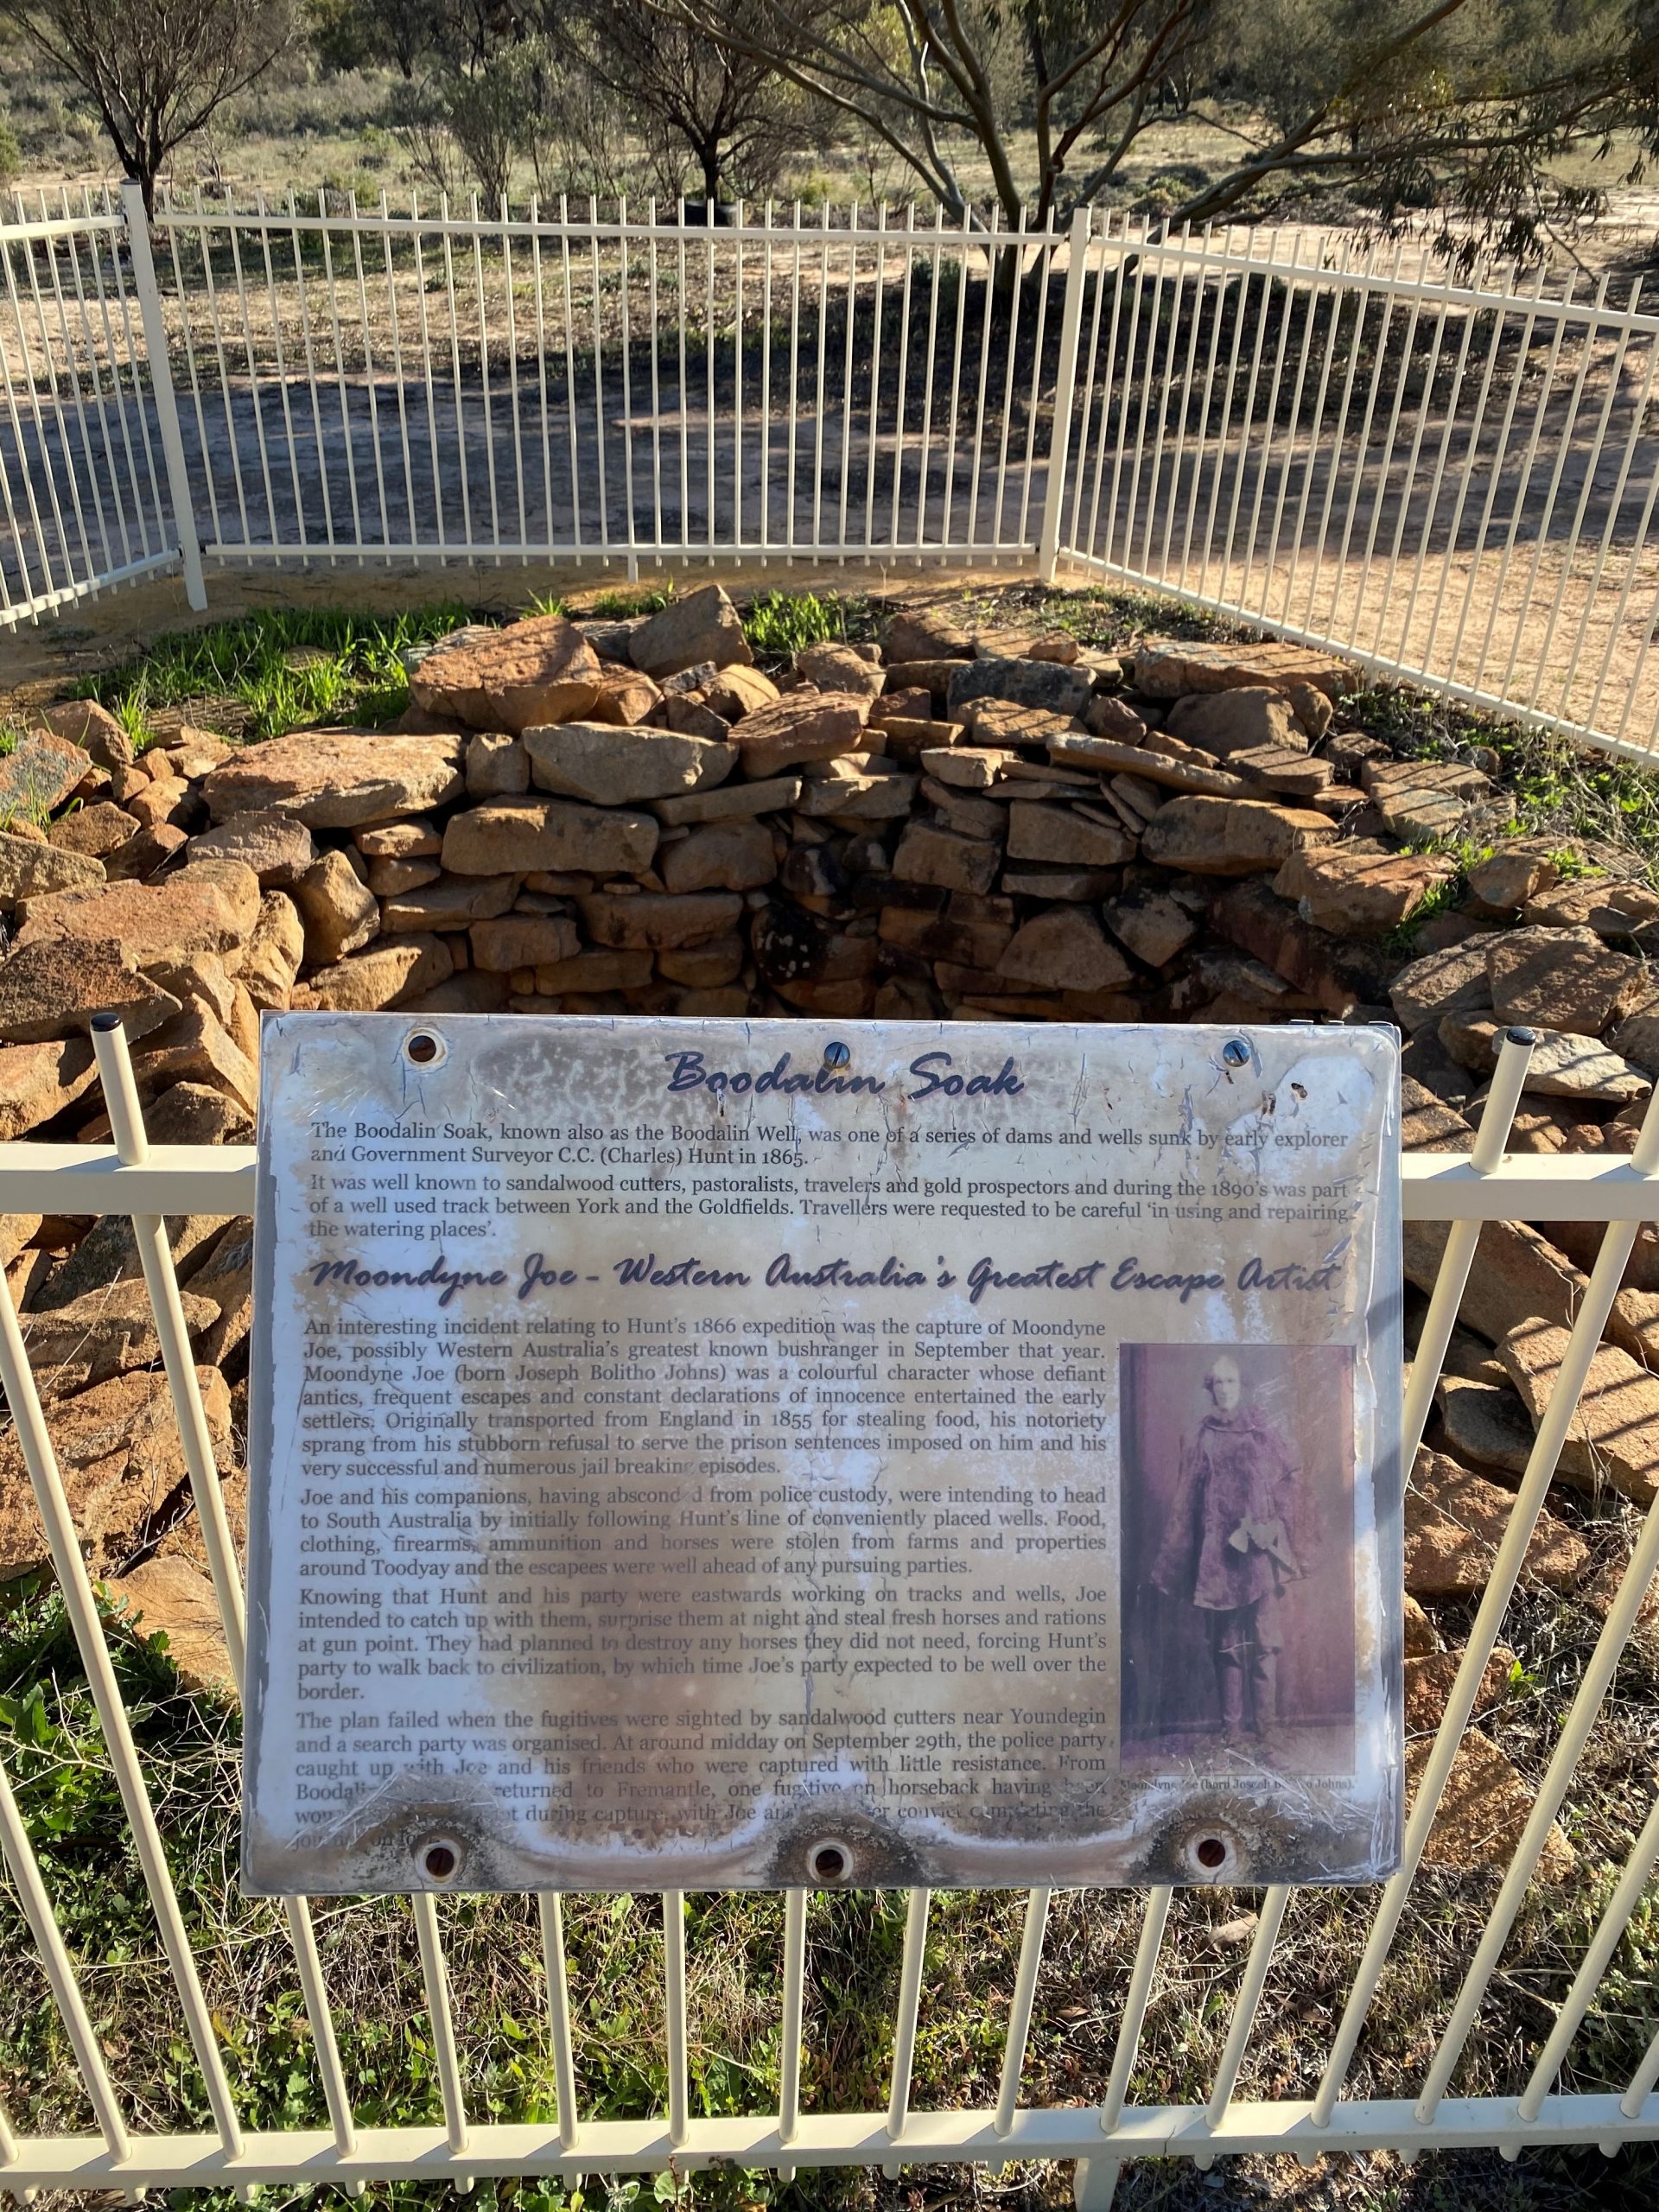 Boodalin Soak
The Boodalin Soak, known also as the Boodalin Well, was one of a series of dams and wells sunk by early explorer
and Government Surveyor C.C. (Charles) Hunt in 1865.
It was well known to sandalwood cutters, pastoralists, travelers and gold prospectors and during the 1890's was part
of a well used track between York and the Goldfields. Travellers were requested to be careful 'in using and repairing
the watering places'.
Moondyne Joe - Western Australia's Greatest Escape Artist
An interesting incident relating to Hunt's 1866 expedition was the capture of Moondyne
Joe, possibly Western Australia's greatest known bushranger in September that year.
Moondyne Joe (born Joseph Bolitho Johns) was a colourful character whose defiant
antics, frequent escapes and constant declarations of innocence entertained the early
settlers. Originally transported from England in 1855 for stealing food, his notoriety
sprang from his stubborn refusal to serve the prison sentences imposed on him and his
very successful and numerous jail breaking episodes.
Joe and his companions, having from police custody, were intending to head
to South Australia by initially following Hunt's line of conveniently placed wells. Food,
clothing, firearms, ammunition and horses were stolen from farms and properties
around Toodyay and the escapees were well ahead of any pursuing parties.
Knowing that Hunt and his party were eastwards working on tracks and wells, Joe
intended to catch up with them, surprise them at night and steal fresh horses and rations
at gun point. They had planned to destroy any horses they did not need, forcing Hunt's
party to walk back to civilization, by which time Joe's party expected to be well over the
border.
The plan failed when the fugitives were sighted by sandalwood cutters near Youndegin
and a search party was organised. At around midday on September 29th, the police party
caught up with Joe and his friends who were captured with little resistance. From
returned to Fremantle, one fugitive on horseback having been
during capture, with Joe convict completing the
Moondyne Joe (born Joseph Johns).